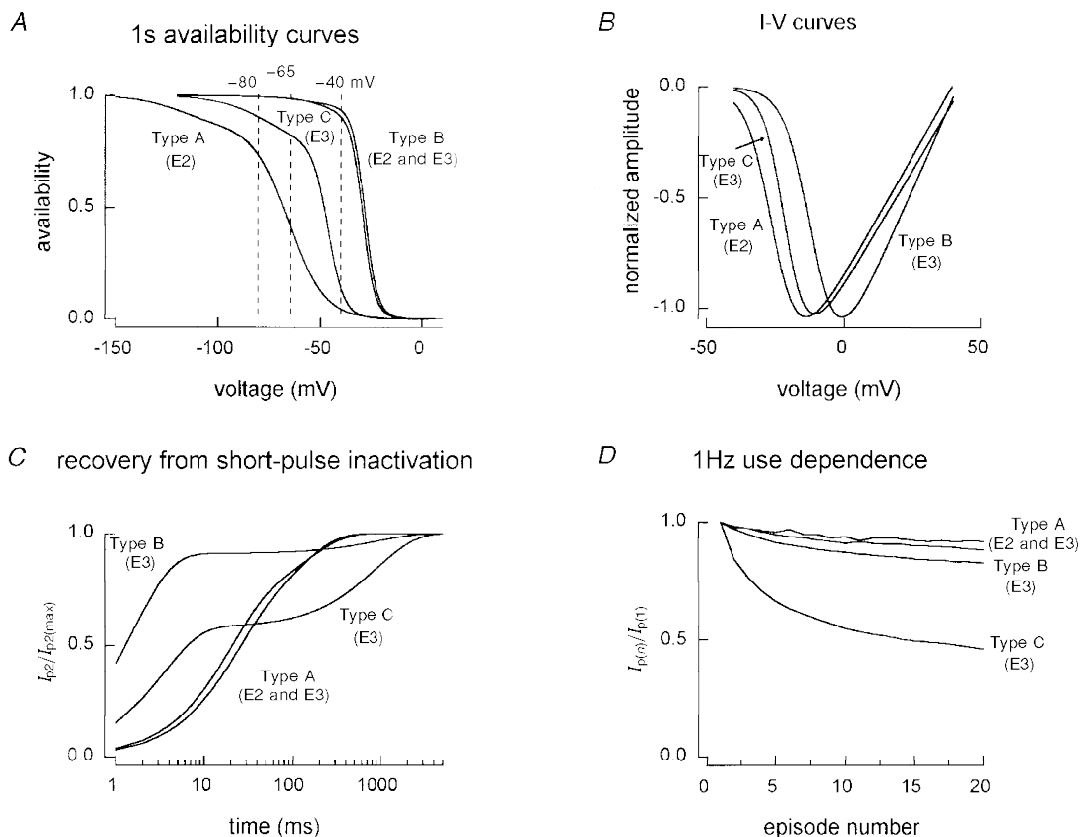 A
1s availability curves
−80
−65
−40 mV
1.0
0.5
0.0
availability
Type A
(E2)
Type C
(E3)
Type B
(E2 and E3)
-150
-100
-50
0
voltage (mV)
B
I-V curves
0.0
-0.5
-1.0
normalized amplitude
Type C
(E3)
Type A
(E2)
Type B
(E3)
-50
0
50
voltage (mV)
C
recovery from short-pulse inactivation
1.0
0.5
0.0
Ip2/Ip2(max)
Type B
(E3)
Type C
(E3)
Type A
(E2 and E3)
1
10
100
1000
time (ms)
D
1Hz use dependence
1.0
0.5
0.0
Ip(n)/Ip(1)
Type A
(E2 and E3)
Type B
(E3)
Type C
(E3)
0
5
10
15
20
episode number